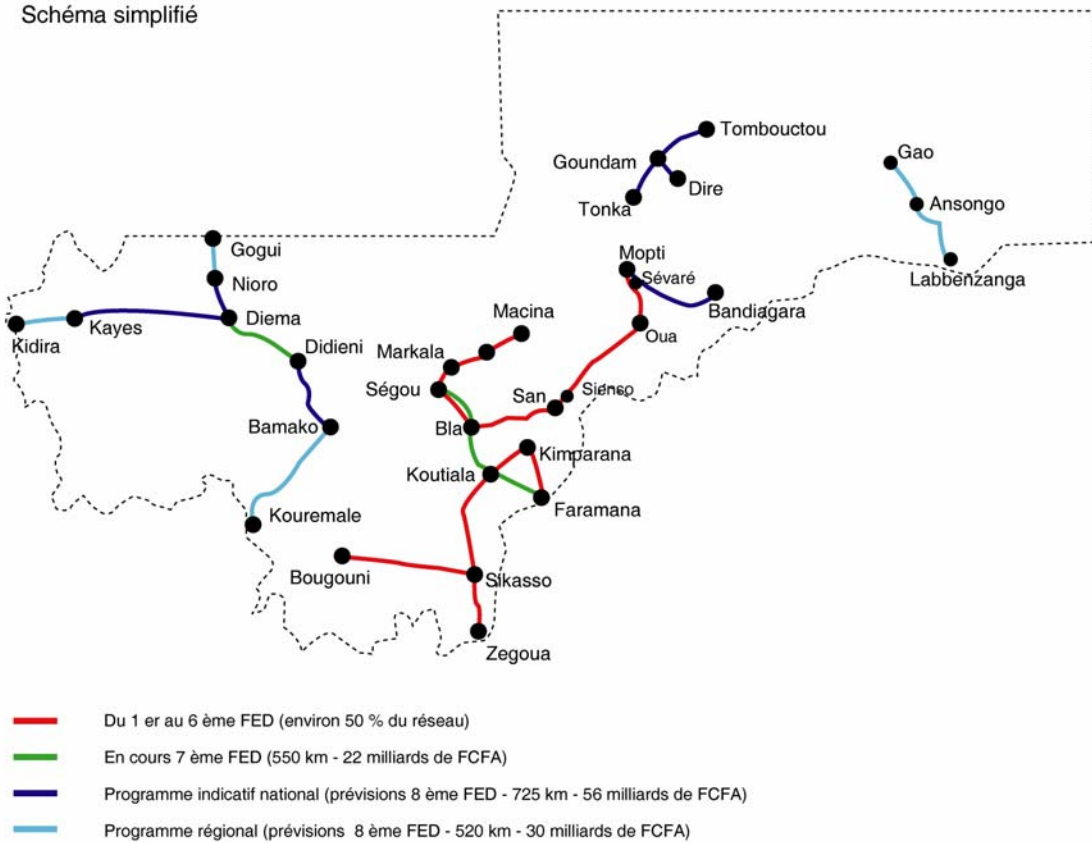 Schéma simplifié
Tombouctou
Goundam
Dire
Tonka
Gao
Ansongo
Labbenzanga
Gogui
Nioro
Kidira
Kayes
Diema
Didieni
Bamako
Kouremale
Mopti
Sévaré
Bandiagara
Oua
Macina
Markala
Ségou
San
Sienso
Bla
Kimparana
Koutiala
Faramana
Bougouni
Sikasso
Zegoua
Du 1 er au 6 ème FED (environ 50 % du réseau)
En cours 7 ème FED (550 km - 22 milliards de FCFA)
Programme indicatif national (prévisions 8 ème FED - 725 km - 56 milliards de FCFA)
Programme régional (prévisions 8 ème FED - 520 km - 30 milliards de FCFA)